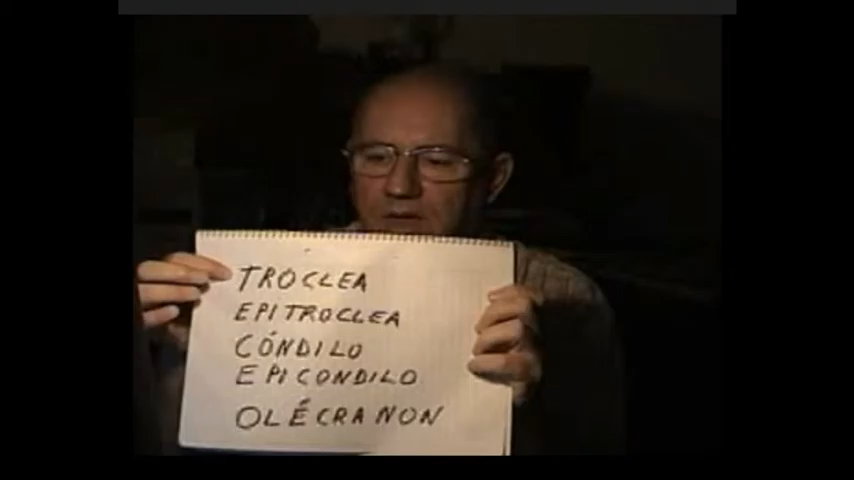 TROCLEA
EPITROCLEA
CÓNDILO
EPICONDILO
OLÉCRANON